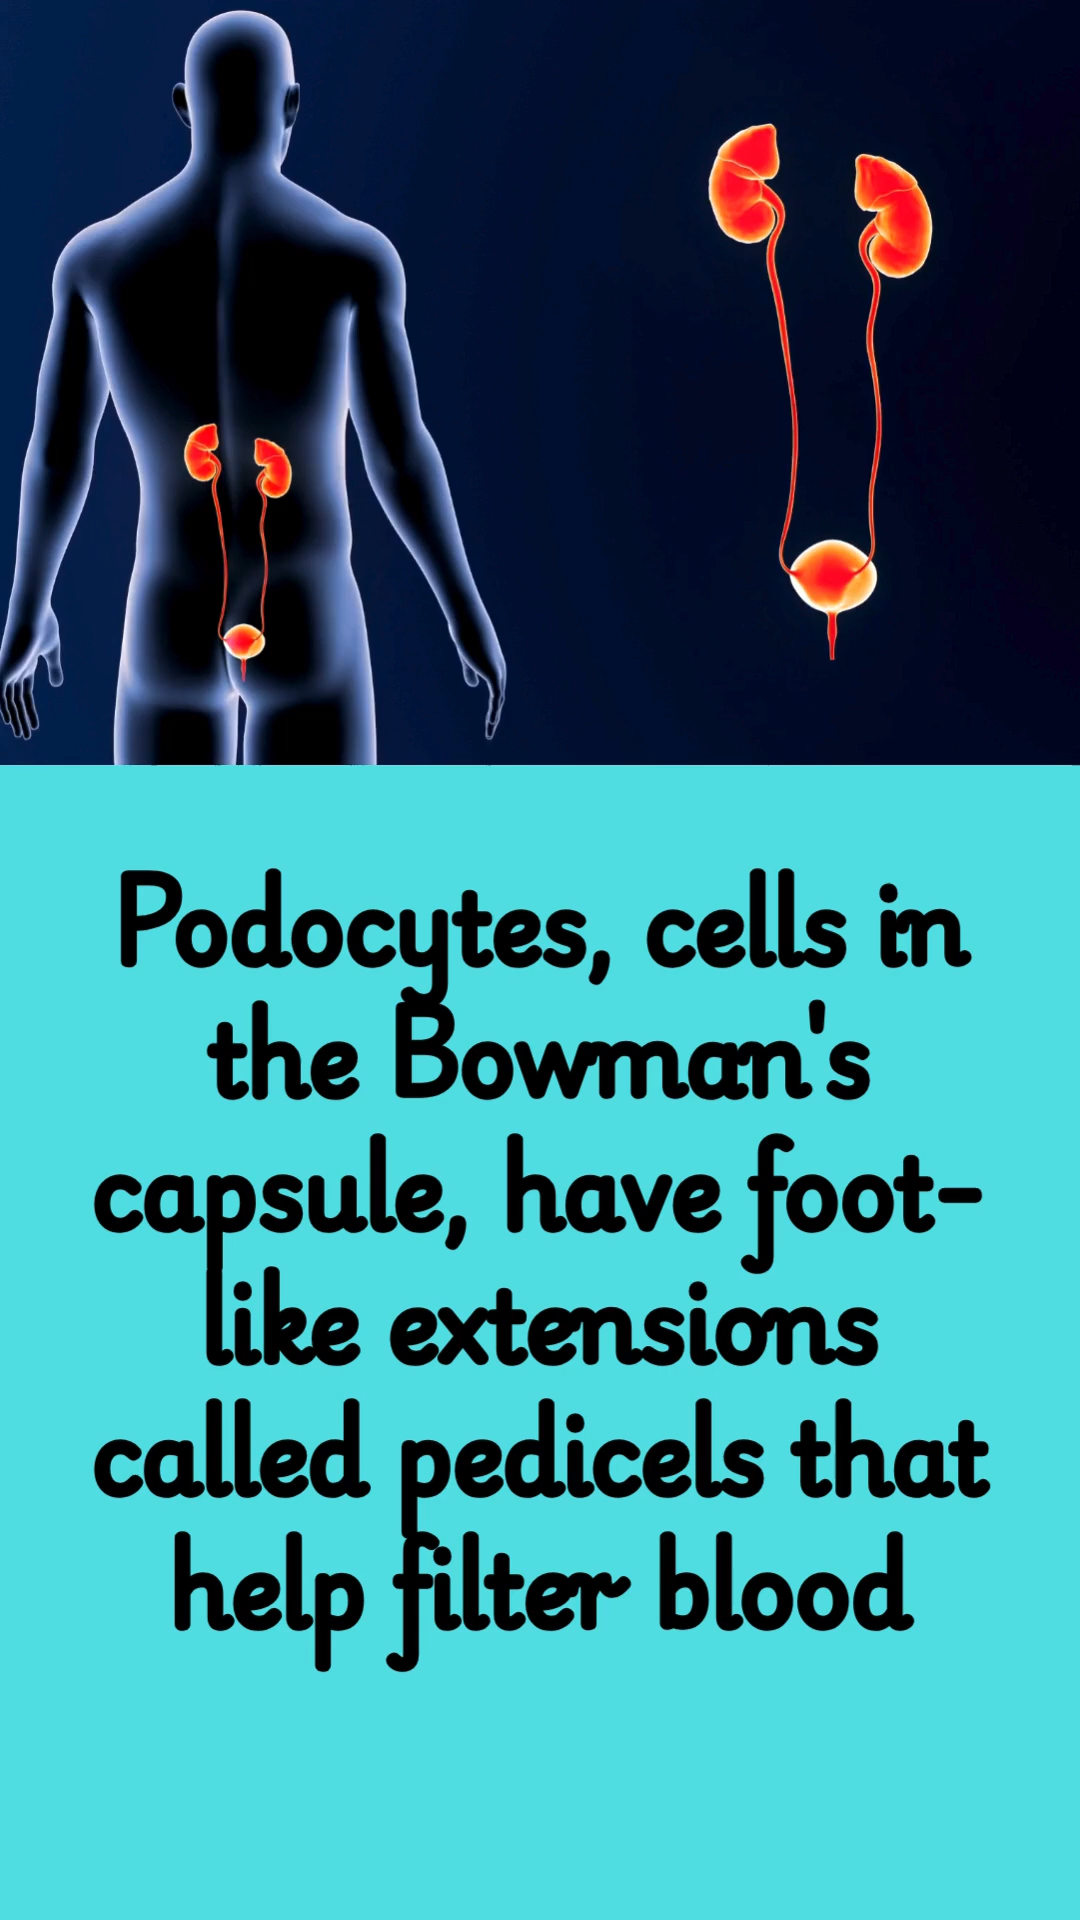 Podocytes, cells in
the Bowman's
capsule, have foot-
like extensions
called pedicels that
help filter blood